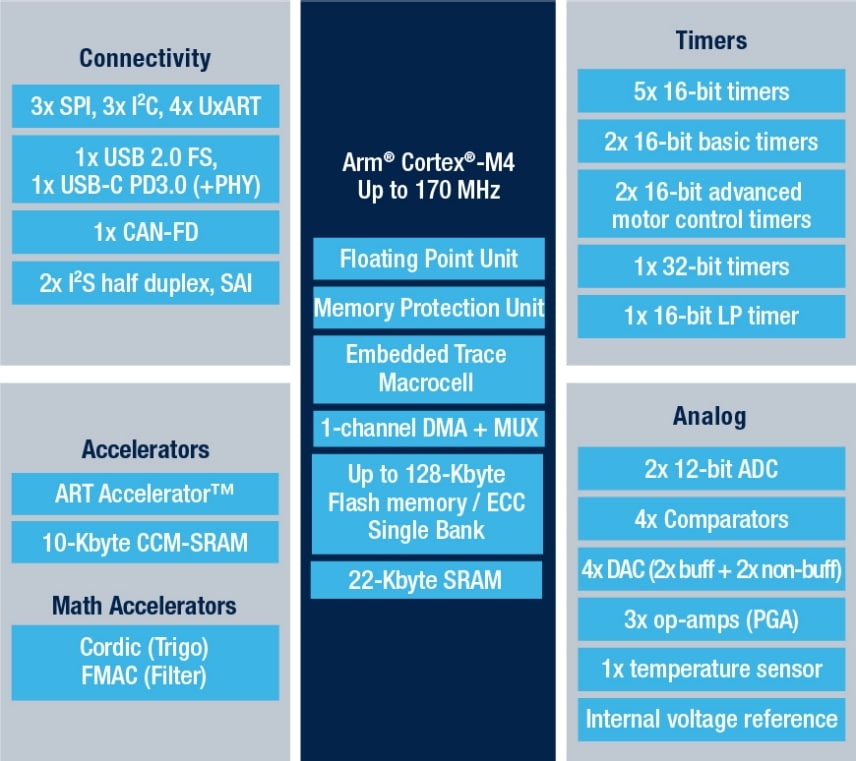 Connectivity
3x SPI, 3x I²C, 4x UxART
1x USB 2.0 FS,
1x USB-C PD3.0 (+PHY)
1x CAN-FD
2x I²S half duplex, SAI
Accelerators
ART Accelerator™
10-Kbyte CCM-SRAM
Math Accelerators
Cordic (Trigo)
FMAC (Filter)
Arm® Cortex®-M4
Up to 170 MHz
Floating Point Unit
Memory Protection Unit
Embedded Trace
Macrocell
1-channel DMA + MUX
Up to 128-Kbyte
Flash memory / ECC
Single Bank
22-Kbyte SRAM
Timers
5x 16-bit timers
2x 16-bit basic timers
2x 16-bit advanced
motor control timers
1x 32-bit timers
1x 16-bit LP timer
Analog
2x 12-bit ADC
4x Comparators
4x DAC (2x buff + 2x non-buff)
3x op-amps (PGA)
1x temperature sensor
Internal voltage reference